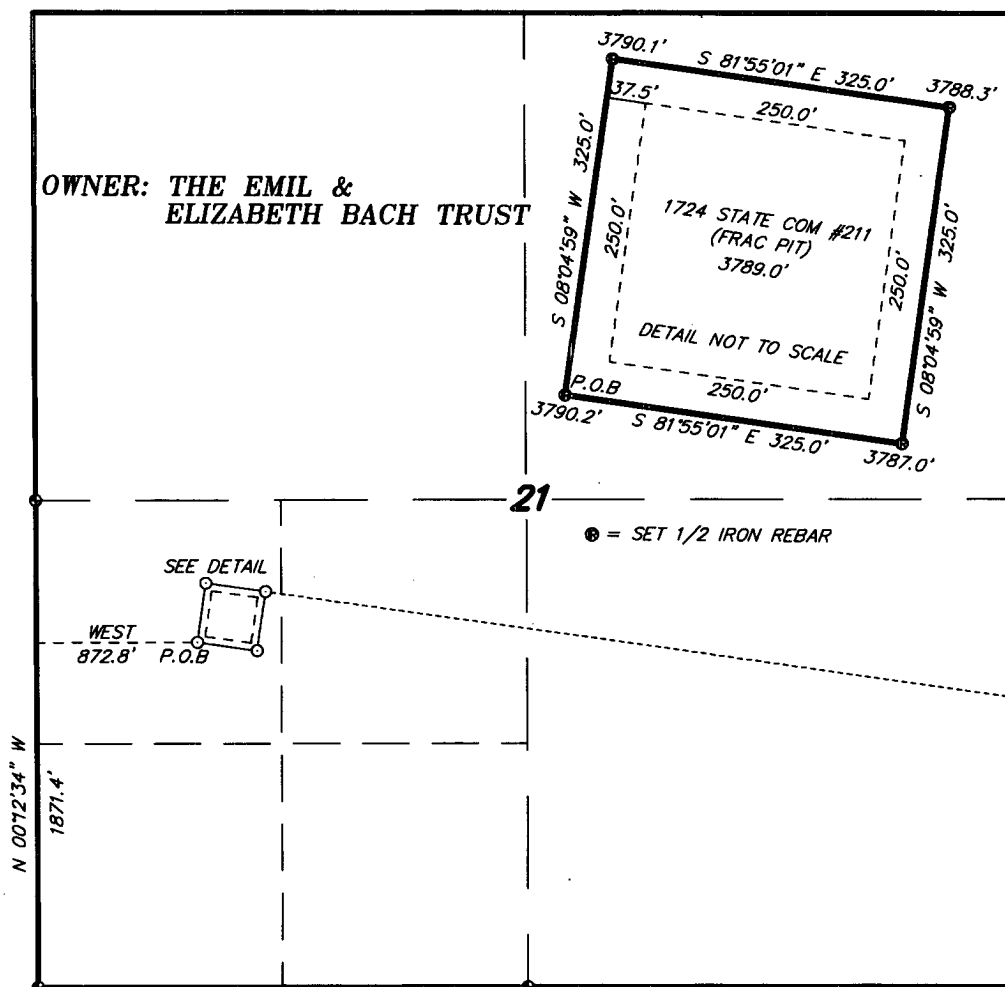 3790.1'
S 81°55'01" E 325.0'
3788.3'
37.5'
250.0'
S 08°04'59" W 325.0'
250.0'
1724 STATE COM #211
(FRAC PIT)
3789.0'
250.0'
S 08°04'59" W 325.0'
DETAIL NOT TO SCALE
P.O.B
250.0'
3790.2'
S 81°55'01" E 325.0'
3787.0'
OWNER: THE EMIL &
ELIZABETH BACH TRUST
21
® = SET 1/2 IRON REBAR
SEE DETAIL
WEST
872.8' P.O.B
N 00°12'34" W
1871.4'